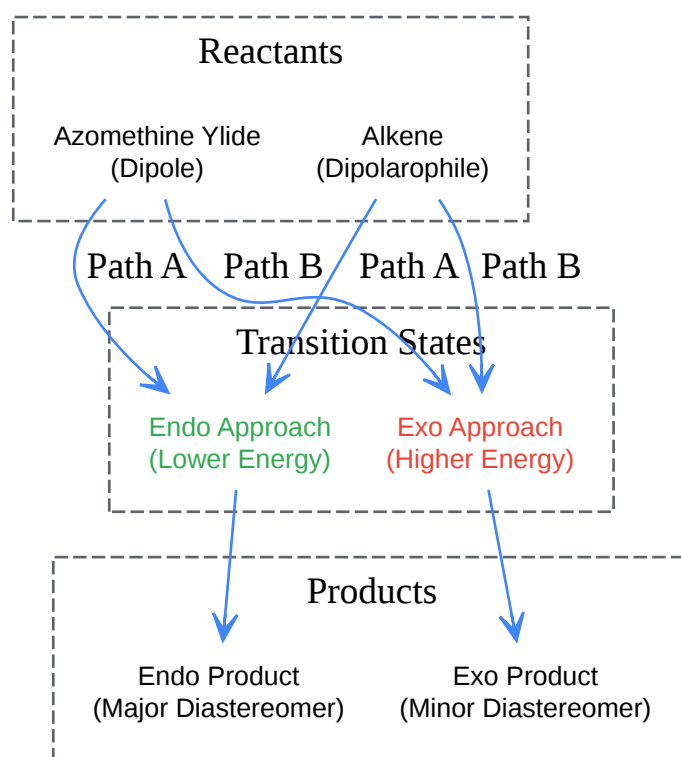 Reactants
Azomethine Ylide
(Dipole)
Alkene
(Dipolarophile)
Path A
Path B
Path A
Path B
Transition States
Endo Approach
(Lower Energy)
Exo Approach
(Higher Energy)
Products
Endo Product
(Major Diastereomer)
Exo Product
(Minor Diastereomer)